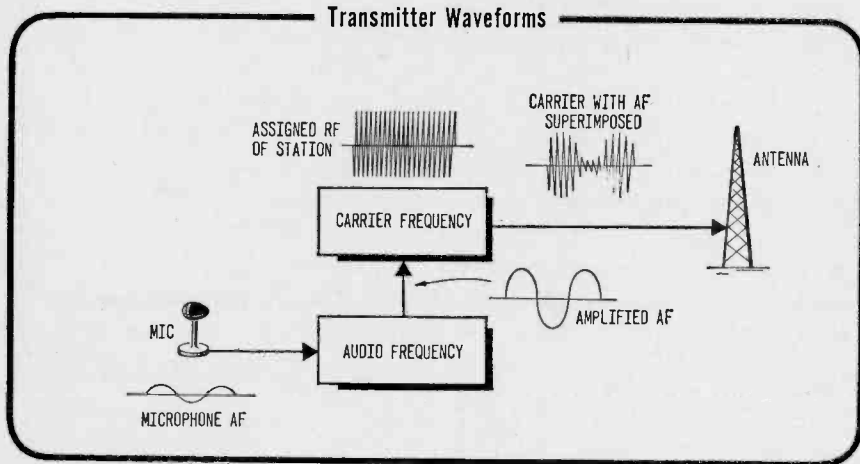 Transmitter Waveforms
ASSIGNED RF
OF STATION
CARRIER WITH AF
SUPERIMPOSED
ANTENNA
CARRIER FREQUENCY
AMPLIFIED AF
MIC
AUDIO FREQUENCY
MICROPHONE AF